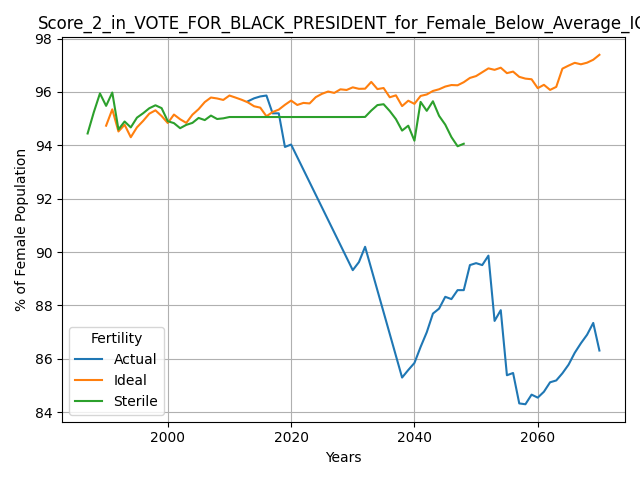 Score_2_in_VOTE_FOR_BLACK_PRESIDENT_for_Female_Below_Average_IQ
98
96
94
92
90
88
86
84
% of Female Population
Fertility
Actual
Ideal
Sterile
2000
2020
2040
2060
Years